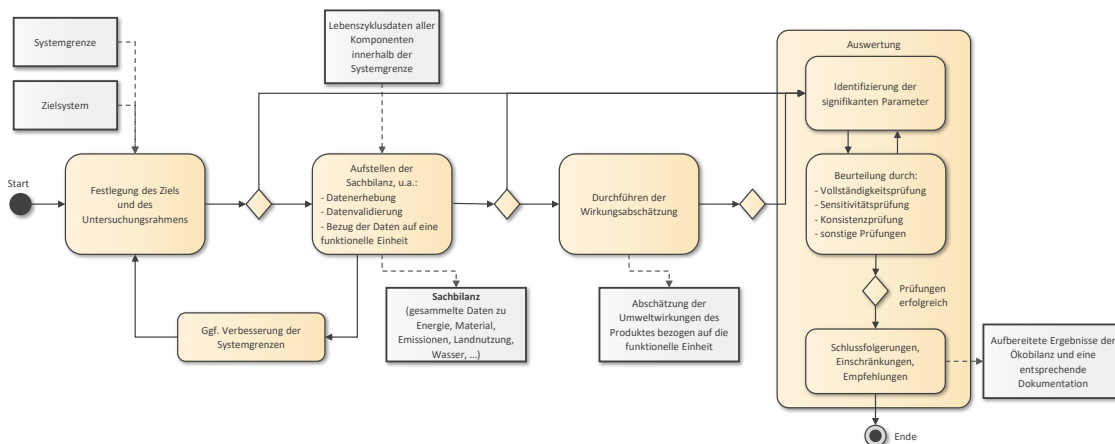 Systemgrenze
Zielsystem
Start
Festlegung des Ziels
und des
Untersuchungsrahmens
Lebenszyklusdaten aller
Komponenten
innerhalb der
Systemgrenze
Aufstellen der
Sachbilanz, u.a.:
- Datenerhebung
- Datenvalidierung
- Bezug der Daten auf eine
funktionelle Einheit
Ggf. Verbesserung der
Systemgrenzen
Sachbilanz
(gesammelte Daten zu
Energie, Material,
Emissionen, Landnutzung,
Wasser, ...)
Durchführen der
Wirkungsabschätzung
Abschätzung der
Umweltwirkungen des
Produktes bezogen auf die
funktionelle Einheit
Auswertung
Identifizierung der
signifikanten Parameter
Beurteilung durch:
- Vollständigkeitsprüfung
- Sensitivitätsprüfung
- Konsistenzprüfung
- sonstige Prüfungen
Prüfungen
erfolgreich
Schlussfolgerungen,
Einschränkungen,
Empfehlungen
Aufbereitete Ergebnisse der
Ökobilanz und eine
entsprechende
Dokumentation
Ende